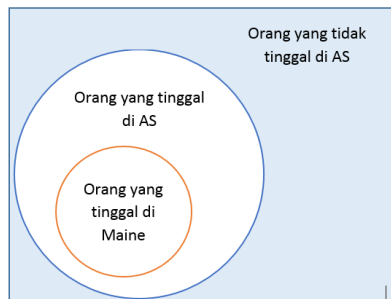 Orang yang tidak
tinggal di AS
Orang yang tinggal
di AS
Orang yang
tinggal di
Maine